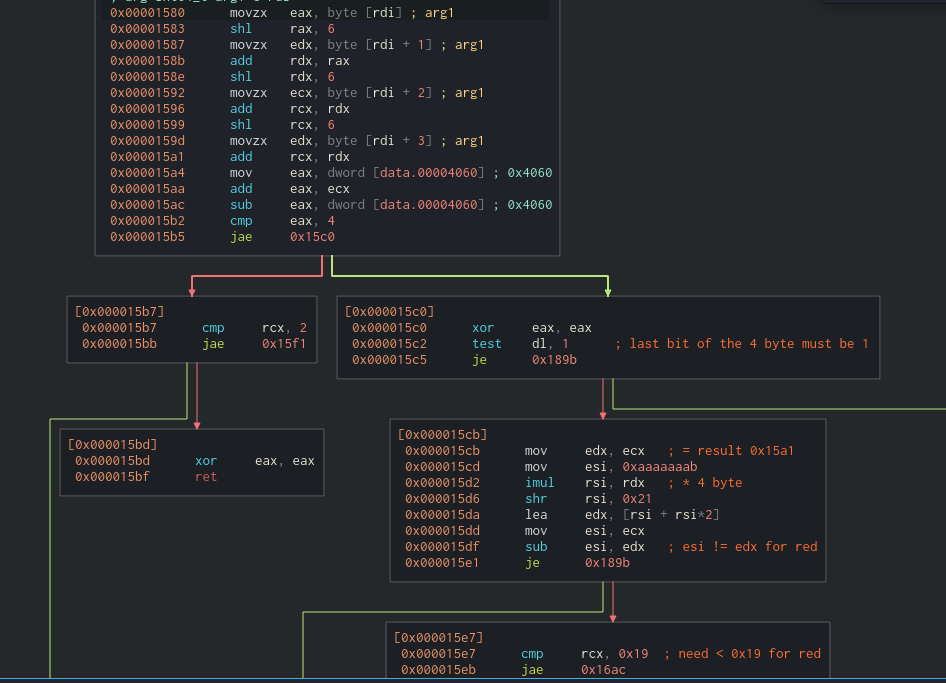 0x00001580 movzx eax, byte [rdi] ; arg1
0x00001583 shl rax, 6
0x00001587 movzx edx, byte [rdi + 1] ; arg1
0x0000158b add rdx, rax
0x0000158e shl rdx, 6
0x00001592 movzx ecx, byte [rdi + 2] ; arg1
0x00001596 add rcx, rdx
0x00001599 shl rcx, 6
0x0000159d movzx edx, byte [rdi + 3] ; arg1
0x000015a1 add rcx, rdx
0x000015a4 mov eax, dword [data.00004060] ; 0x4060
0x000015aa add eax, ecx
0x000015ac sub eax, dword [data.00004060] ; 0x4060
0x000015b2 cmp eax, 4
0x000015b5 jae 0x15c0
[0x000015b7]
0x000015b7 cmp rcx, 2
0x000015bb jae 0x15f1
[0x000015c0]
0x000015c0 xor eax, eax
0x000015c2 test dl, 1 ; last bit of the 4 byte must be 1
0x000015c5 je 0x189b
[0x000015bd]
0x000015bd xor eax, eax
0x000015bf ret
[0x000015cb]
0x000015cb mov edx, ecx ; = result 0x15a1
0x000015cd mov esi, 0xaaaaaaab
0x000015d2 imul rsi, rdx ; * 4 byte
0x000015d6 shr rsi, 0x21
0x000015da lea edx, [rsi + rsi*2]
0x000015dd mov esi, ecx
0x000015df sub esi, edx ; esi != edx for red
0x000015e1 je 0x189b
[0x000015e7]
0x000015e7 cmp rcx, 0x19 ; need < 0x19 for red
0x000015eb jae 0x16ac